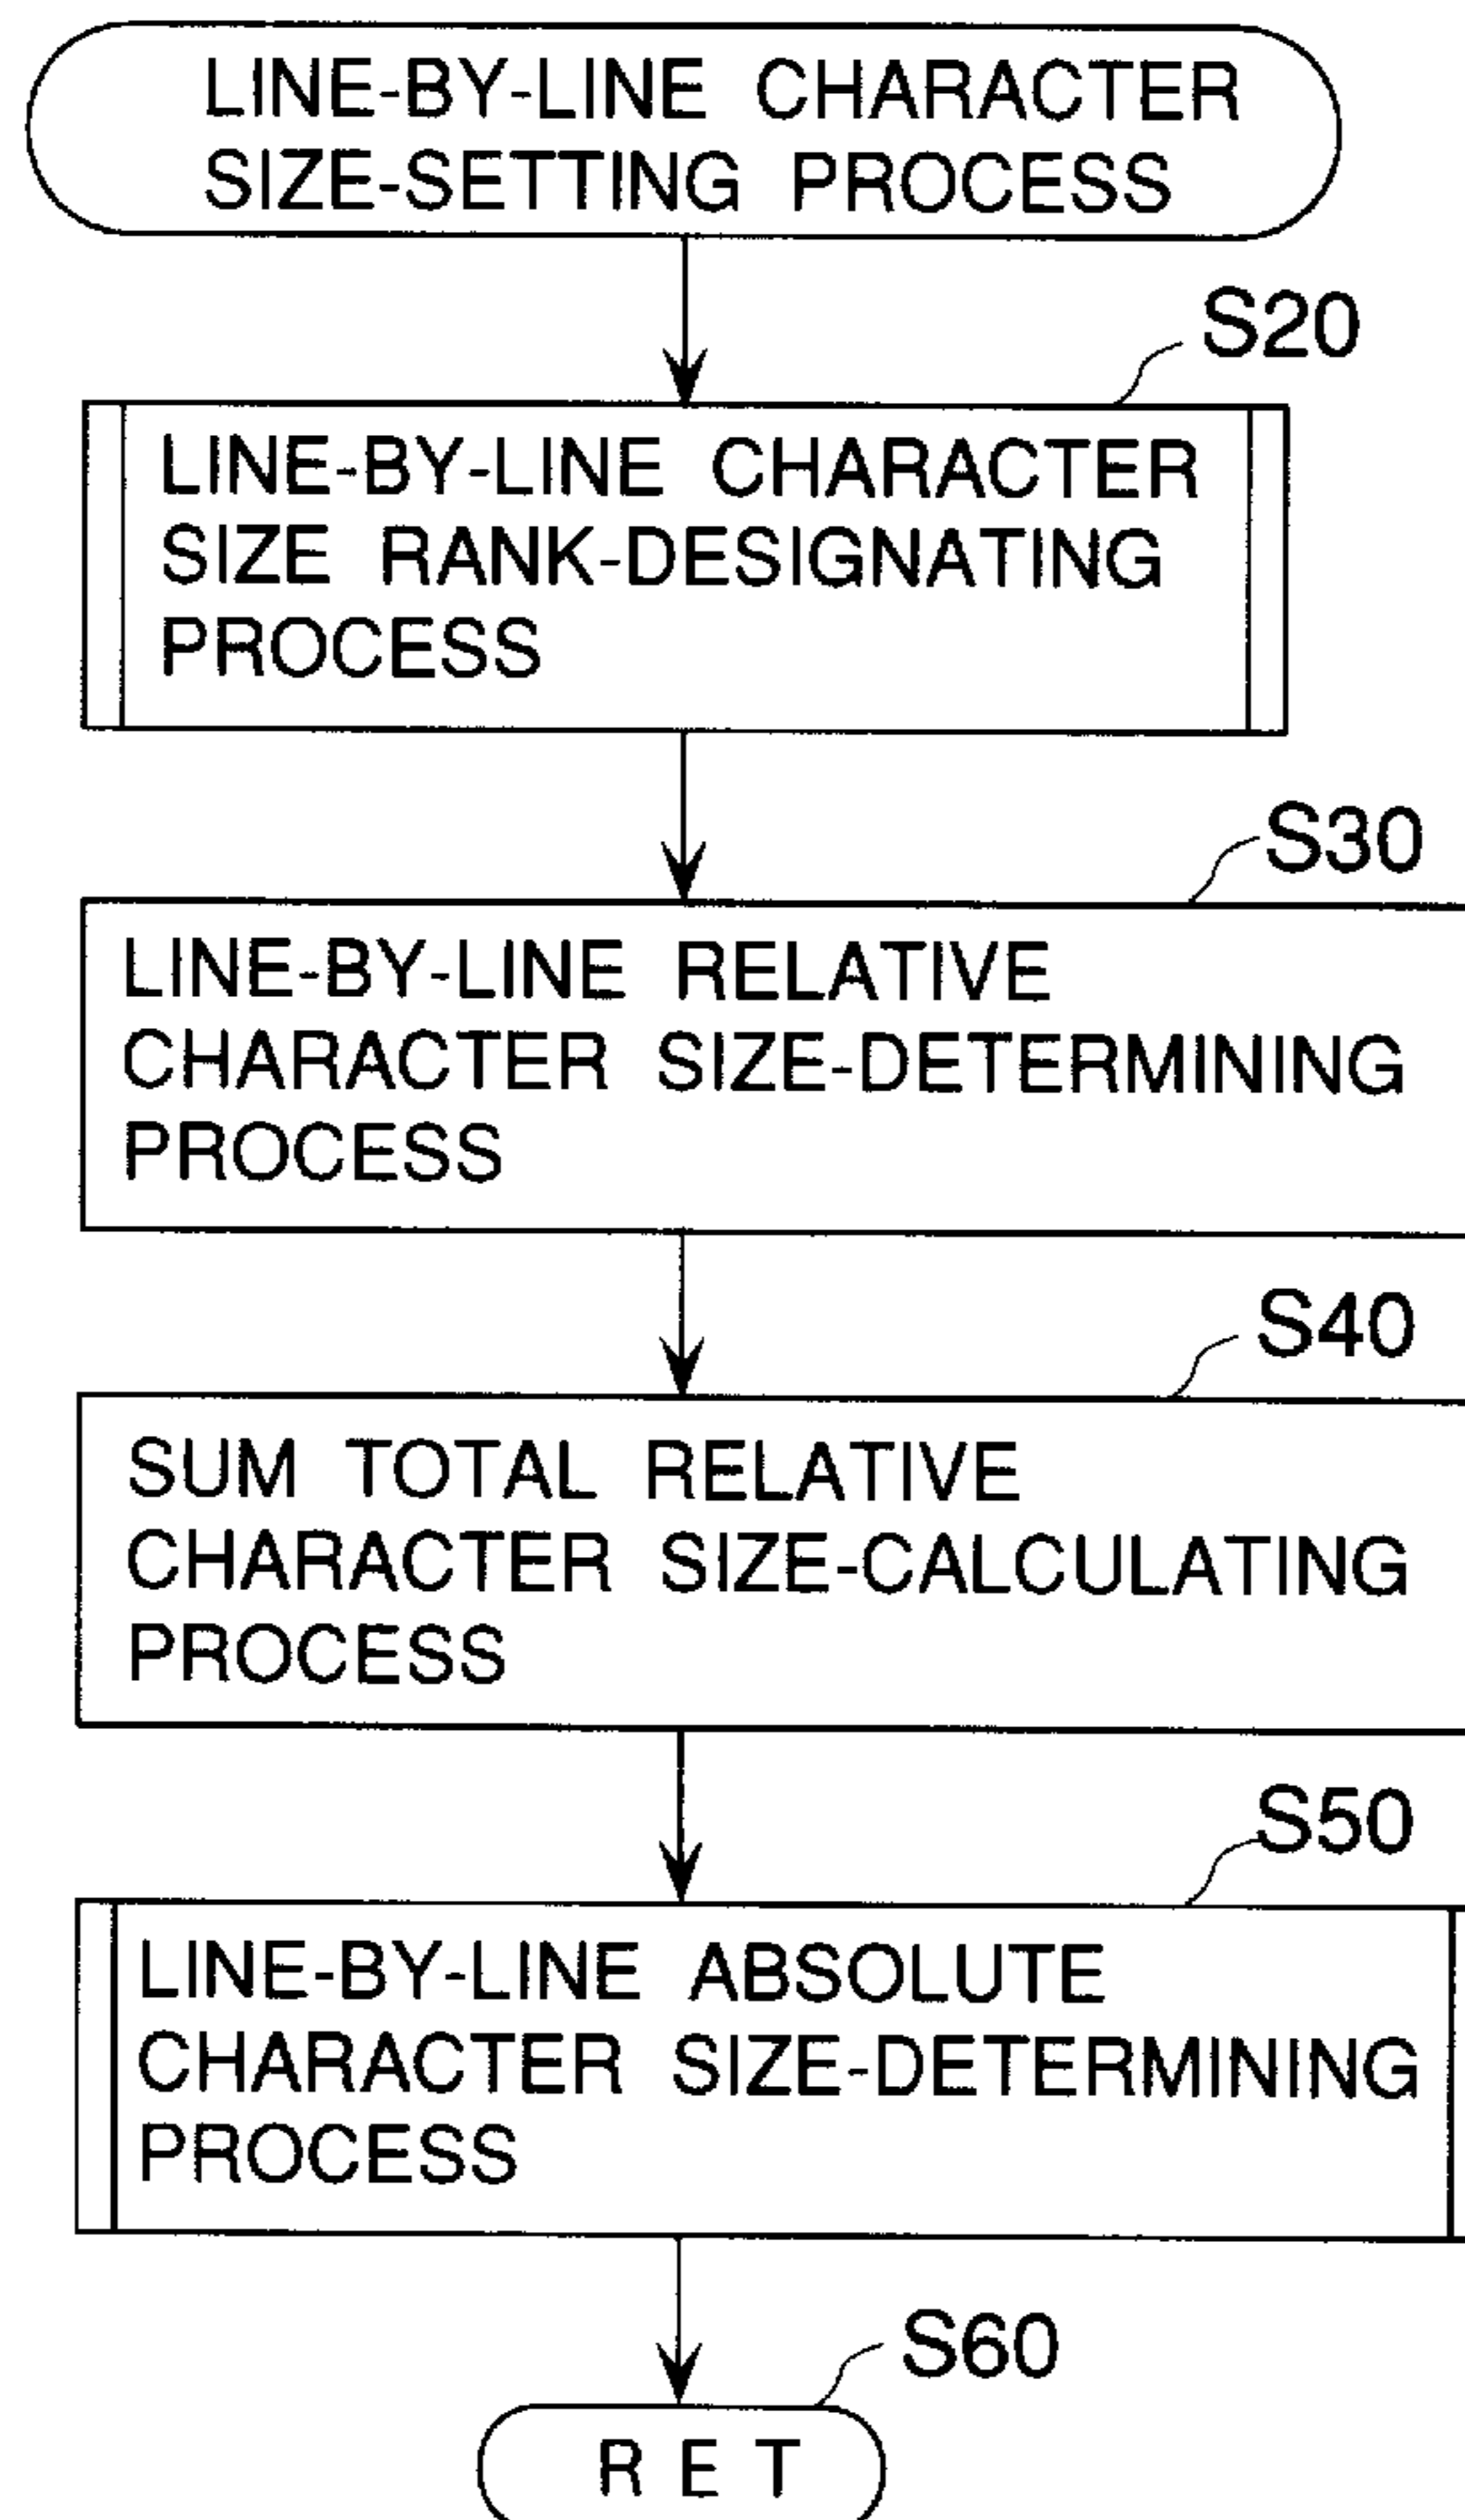 LINE-BY-LINE CHARACTER
SIZE-SETTING PROCESS
S20
LINE-BY-LINE CHARACTER
SIZE RANK-DESIGNATING
PROCESS
S30
LINE-BY-LINE RELATIVE
CHARACTER SIZE-DETERMINING
PROCESS
S40
SUM TOTAL RELATIVE
CHARACTER SIZE-CALCULATING
PROCESS
S50
LINE-BY-LINE ABSOLUTE
CHARACTER SIZE-DETERMINING
PROCESS
S60
RET